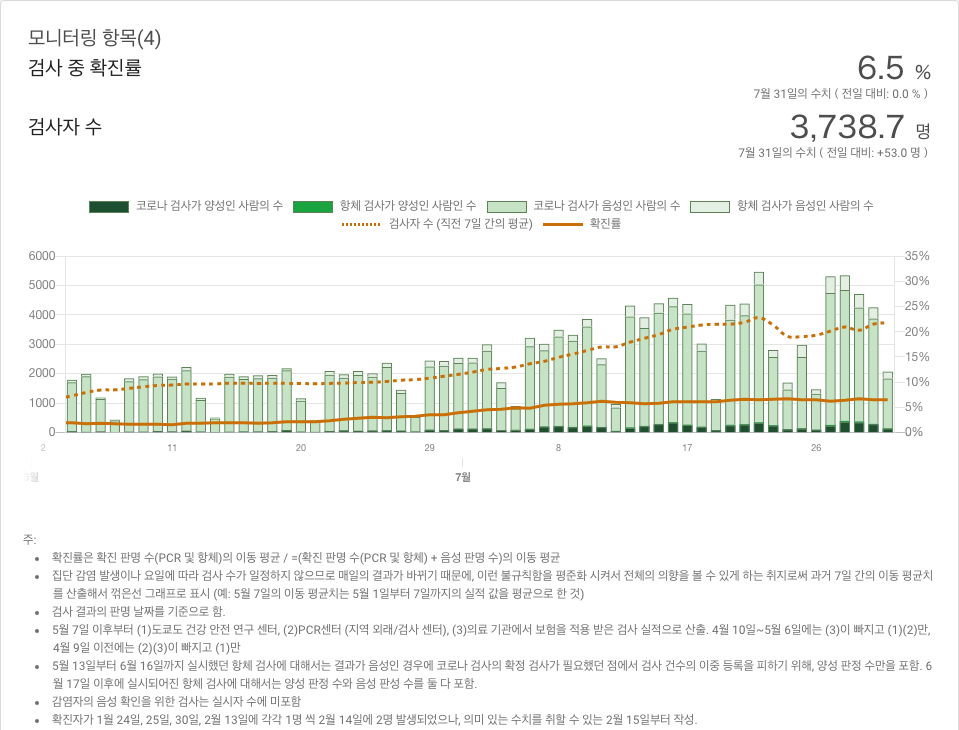 모니터링 항목(4)
검사 중 확진률
6.5 %
7월 31일의 수치 ( 전일 대비: 0.0 % )
검사자 수
3,738.7 명
7월 31일의 수치 ( 전일 대비: +53.0 명 )
코로나 검사가 양성인 사람의 수 항체 검사가 양성인 사람인 수 코로나 검사가 음성인 사람의 수 항체 검사가 음성인 사람의 수
검사자 수 (직전 7일 간의 평균) 확진률
6000 35%
5000 30%
4000 25%
3000 20%
2000 15%
1000 10%
0 5%
0%
2 11 20 29 8 17 26
월 7월
주:
확진률은 확진 판명 수(PCR 및 항체)의 이동 평균 / =(확진 판명 수(PCR 및 항체) + 음성 판명 수)의 이동 평균
집단 감염 발생이나 요일에 따라 검사 수가 일정하지 않으므로 매일의 결과가 바뀌기 때문에, 이런 불규칙함을 평준화 시켜서 전체의 의향을 볼 수 있게 하는 취지로써 과거 7일 간의 이동 평균치
를 산출해서 꺾은선 그래프로 표시 (예: 5월 7일의 이동 평균치는 5월 1일부터 7일까지의 실적 값을 평균으로 한 것)
검사 결과의 판명 날짜를 기준으로 함.
5월 7일 이후부터 (1)도쿄도 건강 안전 연구 센터, (2)PCR센터 (지역 외래/검사 센터), (3)의료 기관에서 보험을 적용 받은 검사 실적으로 산출. 4월 10일~5월 6일에는 (3)이 빠지고 (1)(2)만,
4월 9일 이전에는 (2)(3)이 빠지고 (1)만
5월 13일부터 6월 16일까지 실시했던 항체 검사에 대해서는 결과가 음성인 경우에 코로나 검사의 확정 검사가 필요했던 점에서 검사 건수의 이중 등록을 피하기 위해, 양성 판정 수만을 포함. 6
월 17일 이후에 실시되어진 항체 검사에 대해서는 양성 판정 수와 음성 판성 수를 둘 다 포함.
감염자의 음성 확인을 위한 검사는 실시자 수에 미포함
확진자가 1월 24일, 25일, 30일, 2월 13일에 각각 1명 씩 2월 14일에 2명 발생되었으나, 의미 있는 수치를 취할 수 있는 2월 15일부터 작성.